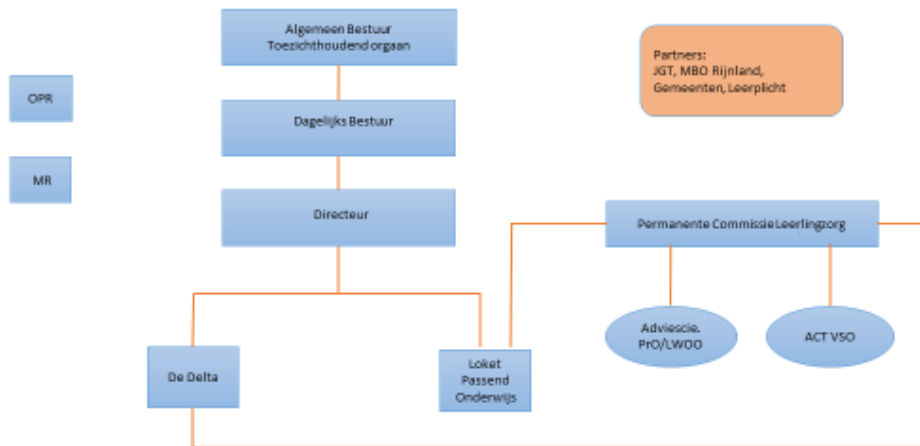 Algemeen Bestuur
Toezichthoudend orgaan
Partners:
JGT, MBO Rijnland,
Gemeenten, Leerplicht
OPR
Dagelijks Bestuur
MR
Directeur
Permanente Commissie Leerlingzorg
Adviescie.
PrO/LWOO
ACT VSO
De Delta
Loket
Passend
Onderwijs